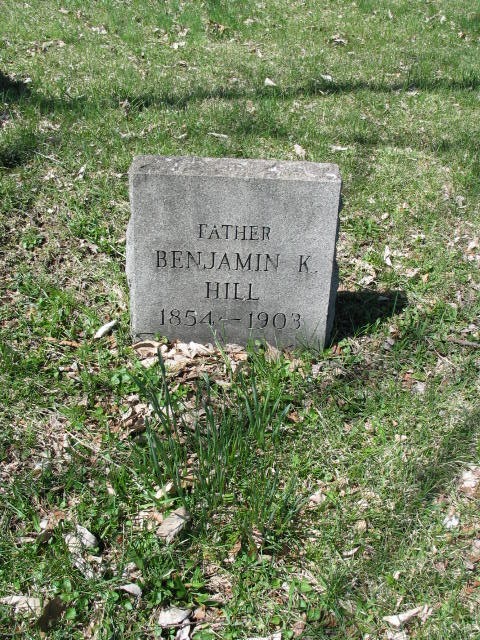 FATHER
BENJAMIN K.
HILL
1854 – 1903